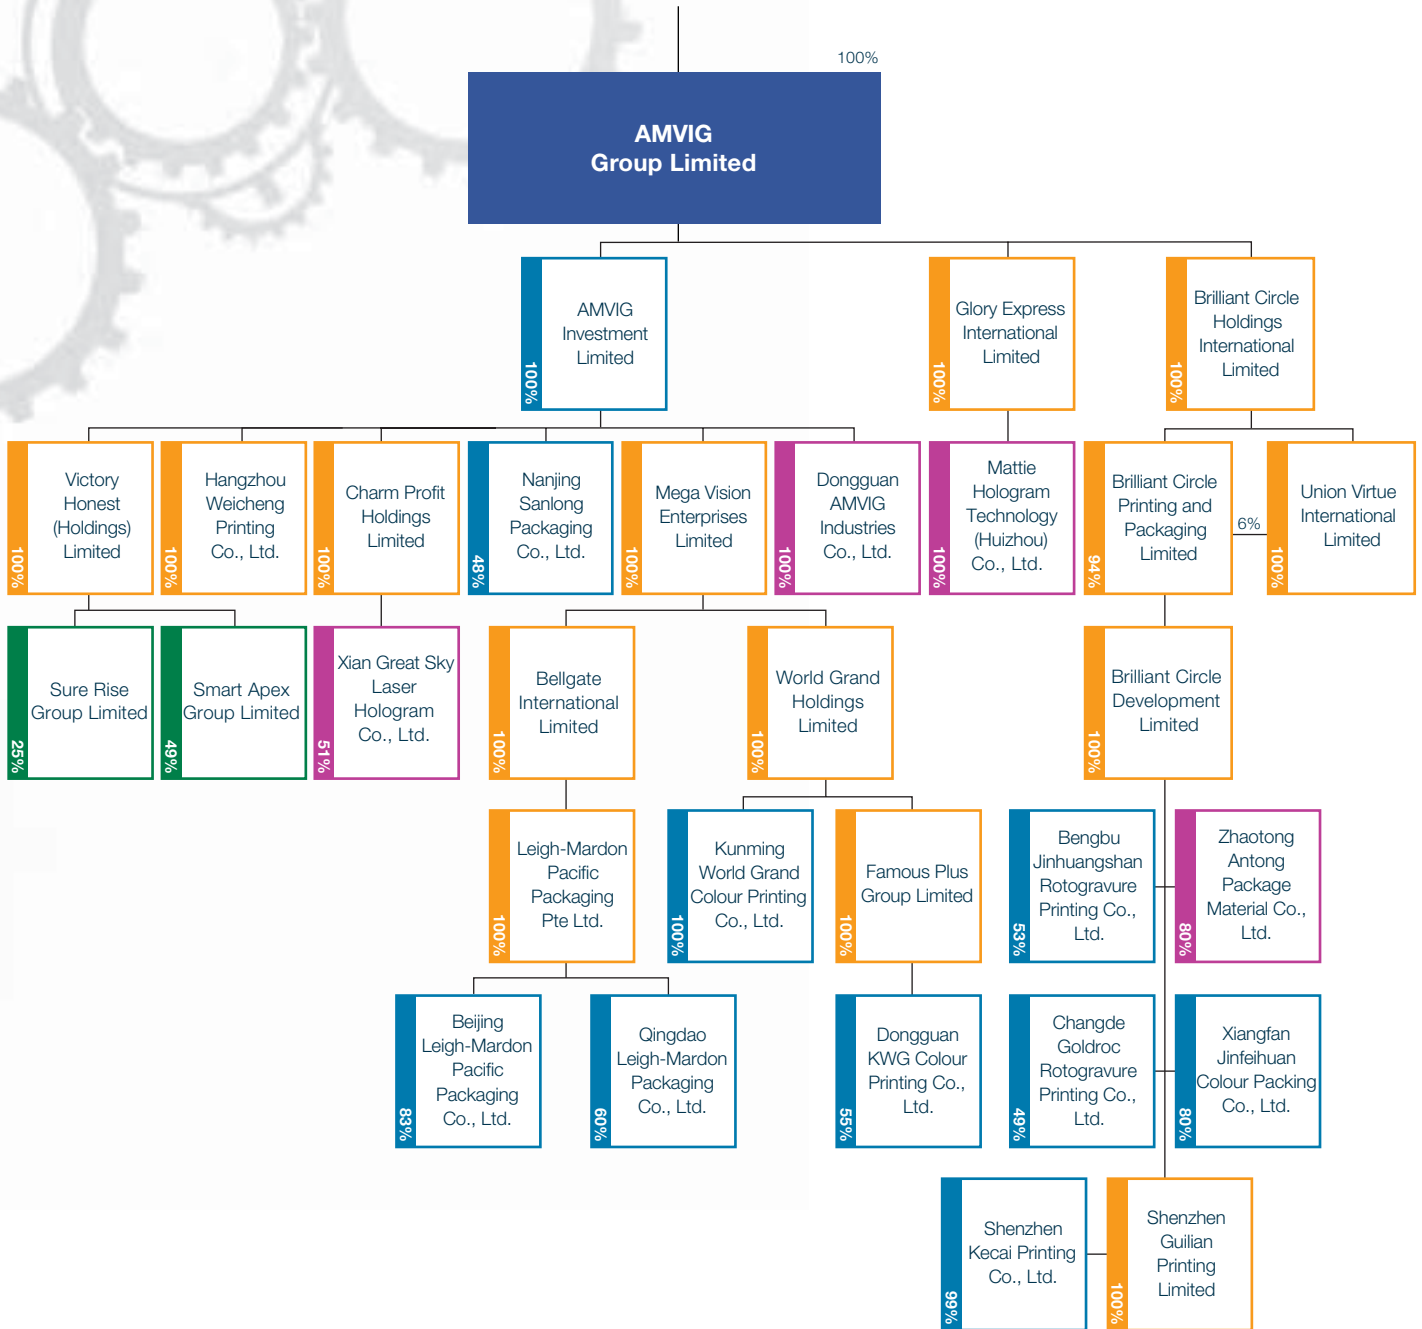 100%
AMVIG
Group Limited
AMVIG
Investment
Limited
100%
Glory Express
International
Limited
100%
Brilliant Circle
Holdings
International
Limited
100%
Victory
Honest
(Holdings)
Limited
100%
Hangzhou
Weicheng
Printing
Co., Ltd.
100%
Charm Profit
Holdings
Limited
100%
Nanjing
Sanlong
Packaging
Co., Ltd.
48%
Mega Vision
Enterprises
Limited
100%
Dongguan
AMVIG
Industries
Co., Ltd.
100%
Mattie
Hologram
Technology
(Huizhou)
Co., Ltd.
100%
Brilliant Circle
Printing and
Packaging
Limited
94%
6%
Union Virtue
International
Limited
100%
Sure Rise
Group Limited
25%
Smart Apex
Group Limited
49%
Xian Great Sky
Laser
Hologram
Co., Ltd.
51%
Bellgate
International
Limited
100%
World Grand
Holdings
Limited
100%
Brilliant Circle
Development
Limited
100%
Leigh-Mardon
Pacific
Packaging
Pte Ltd.
100%
Kunming
World Grand
Colour Printing
Co., Ltd.
100%
Famous Plus
Group Limited
100%
Bengbu
Jinhuangshan
Rotogravure
Printing Co.,
Ltd.
53%
Zhaotong
Antong
Package
Material Co.,
Ltd.
80%
Beijing
Leigh-Mardon
Pacific
Packaging
Co., Ltd.
83%
Qingdao
Leigh-Mardon
Packaging
Co., Ltd.
60%
Dongguan
KWG Colour
Printing Co.,
Ltd.
55%
Changde
Goldroc
Rotogravure
Printing Co.,
Ltd.
49%
Xiangfan
Jinfeihuan
Colour Packing
Co., Ltd.
80%
Shenzhen
Kecai Printing
Co., Ltd.
99%
Shenzhen
Guilian
Printing
Limited
100%